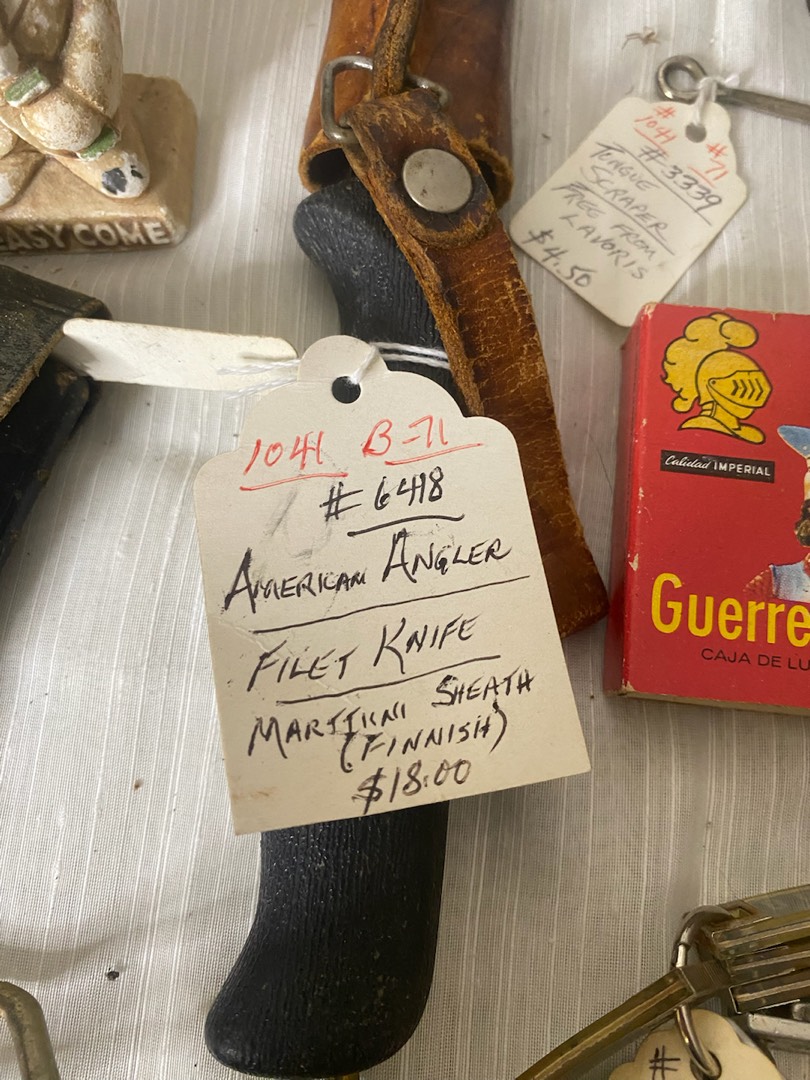 EASY COME
#1041 #71
#3339
TONGUE
SCRAPER
FREE FROM
LAVORIS
$4.50
1041 B-71
#6418
AMERICAN ANGLER
FILET KNIFE
MARTTIINI SHEATH
(FINNISH)
$18.00
Calidad IMPERIAL
Guerre
CAJA DE LU
#